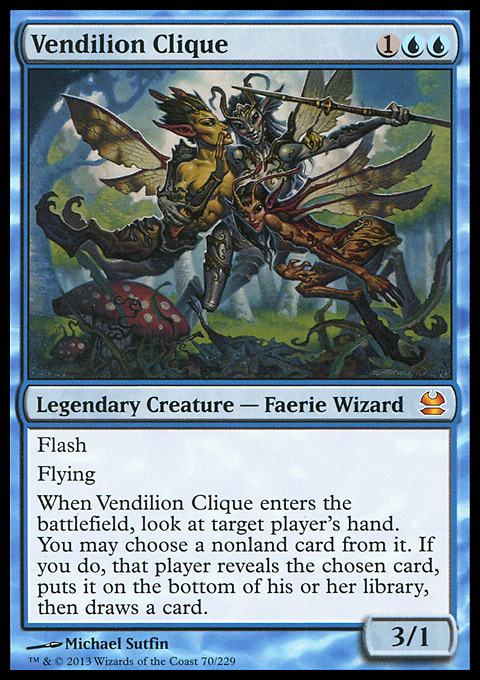 Vendilion Clique 1
Legendary Creature — Faerie Wizard
Flash
Flying
When Vendilion Clique enters the
battlefield, look at target player's hand.
You may choose a nonland card from it. If
you do, that player reveals the chosen card,
puts it on the bottom of his or her library,
then draws a card.
3/1
Michael Sutfin
™ & © 2013 Wizards of the Coast 70/229